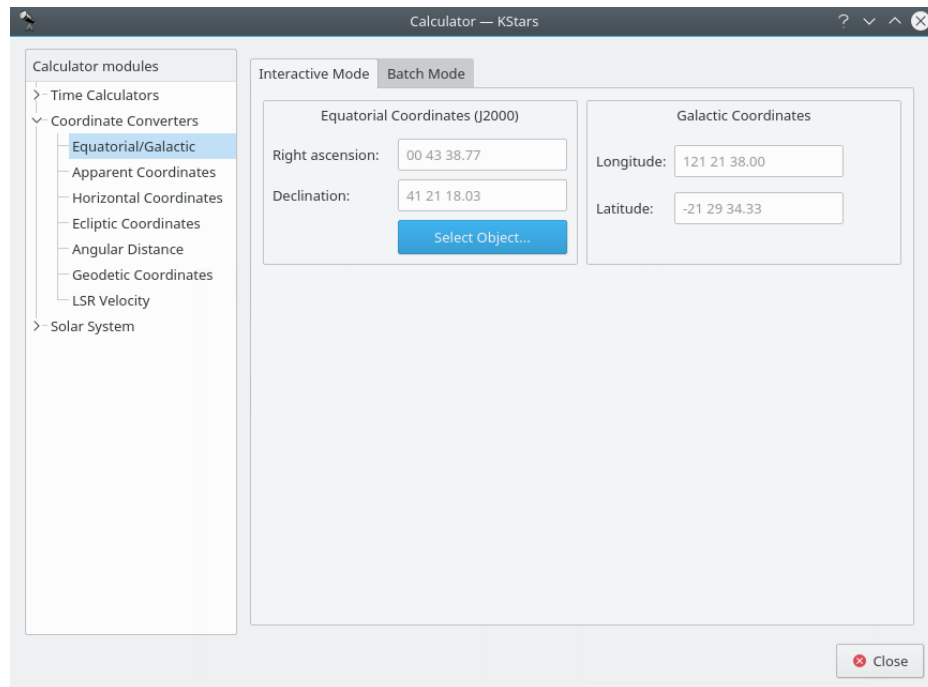 Calculator — KStars
Calculator modules
Time Calculators
Coordinate Converters
Equatorial/Galactic
Apparent Coordinates
Horizontal Coordinates
Ecliptic Coordinates
Angular Distance
Geodetic Coordinates
LSR Velocity
Solar System
Interactive Mode Batch Mode
Equatorial Coordinates (J2000)
Right ascension: 00 43 38.77
Declination: 41 21 18.03
Select Object...
Galactic Coordinates
Longitude: 121 21 38.00
Latitude: -21 29 34.33
Close